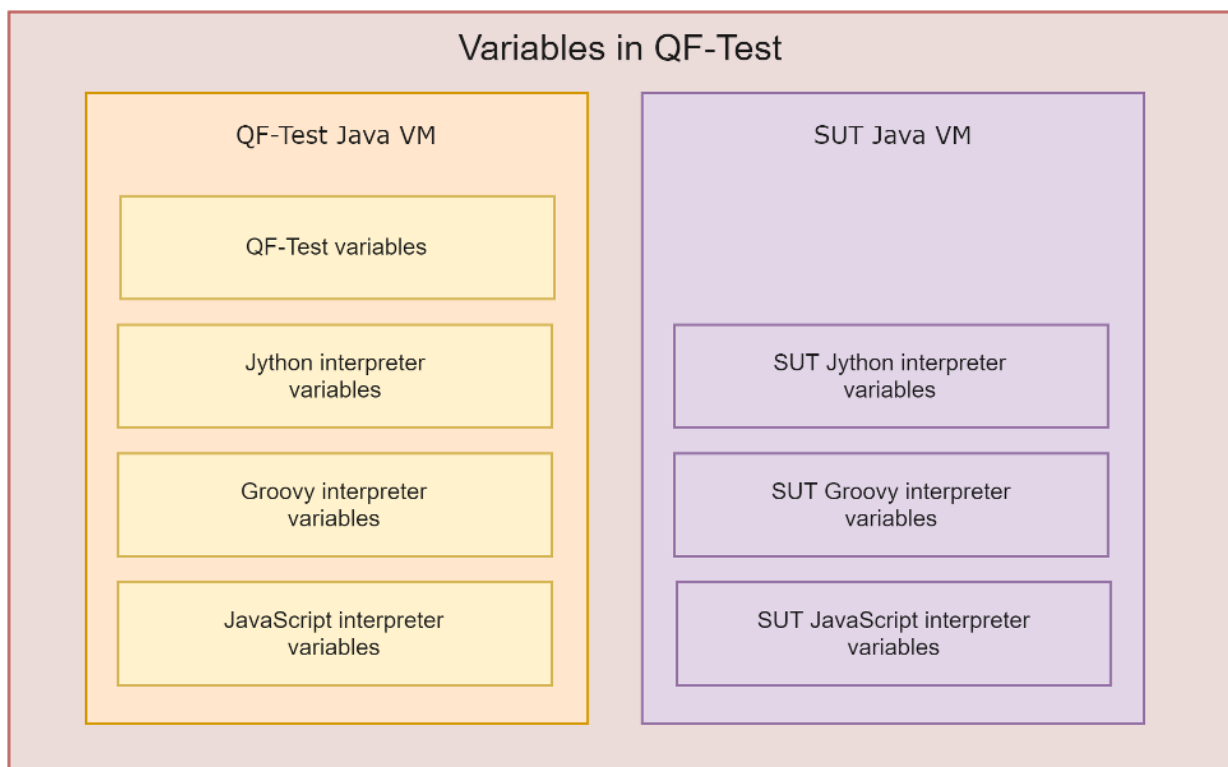 Variables in QF-Test
QF-Test Java VM
QF-Test variables
Jython interpreter
variables
Groovy interpreter
variables
JavaScript interpreter
variables
SUT Java VM
SUT Jython interpreter
variables
SUT Groovy interpreter
variables
SUT JavaScript interpreter
variables